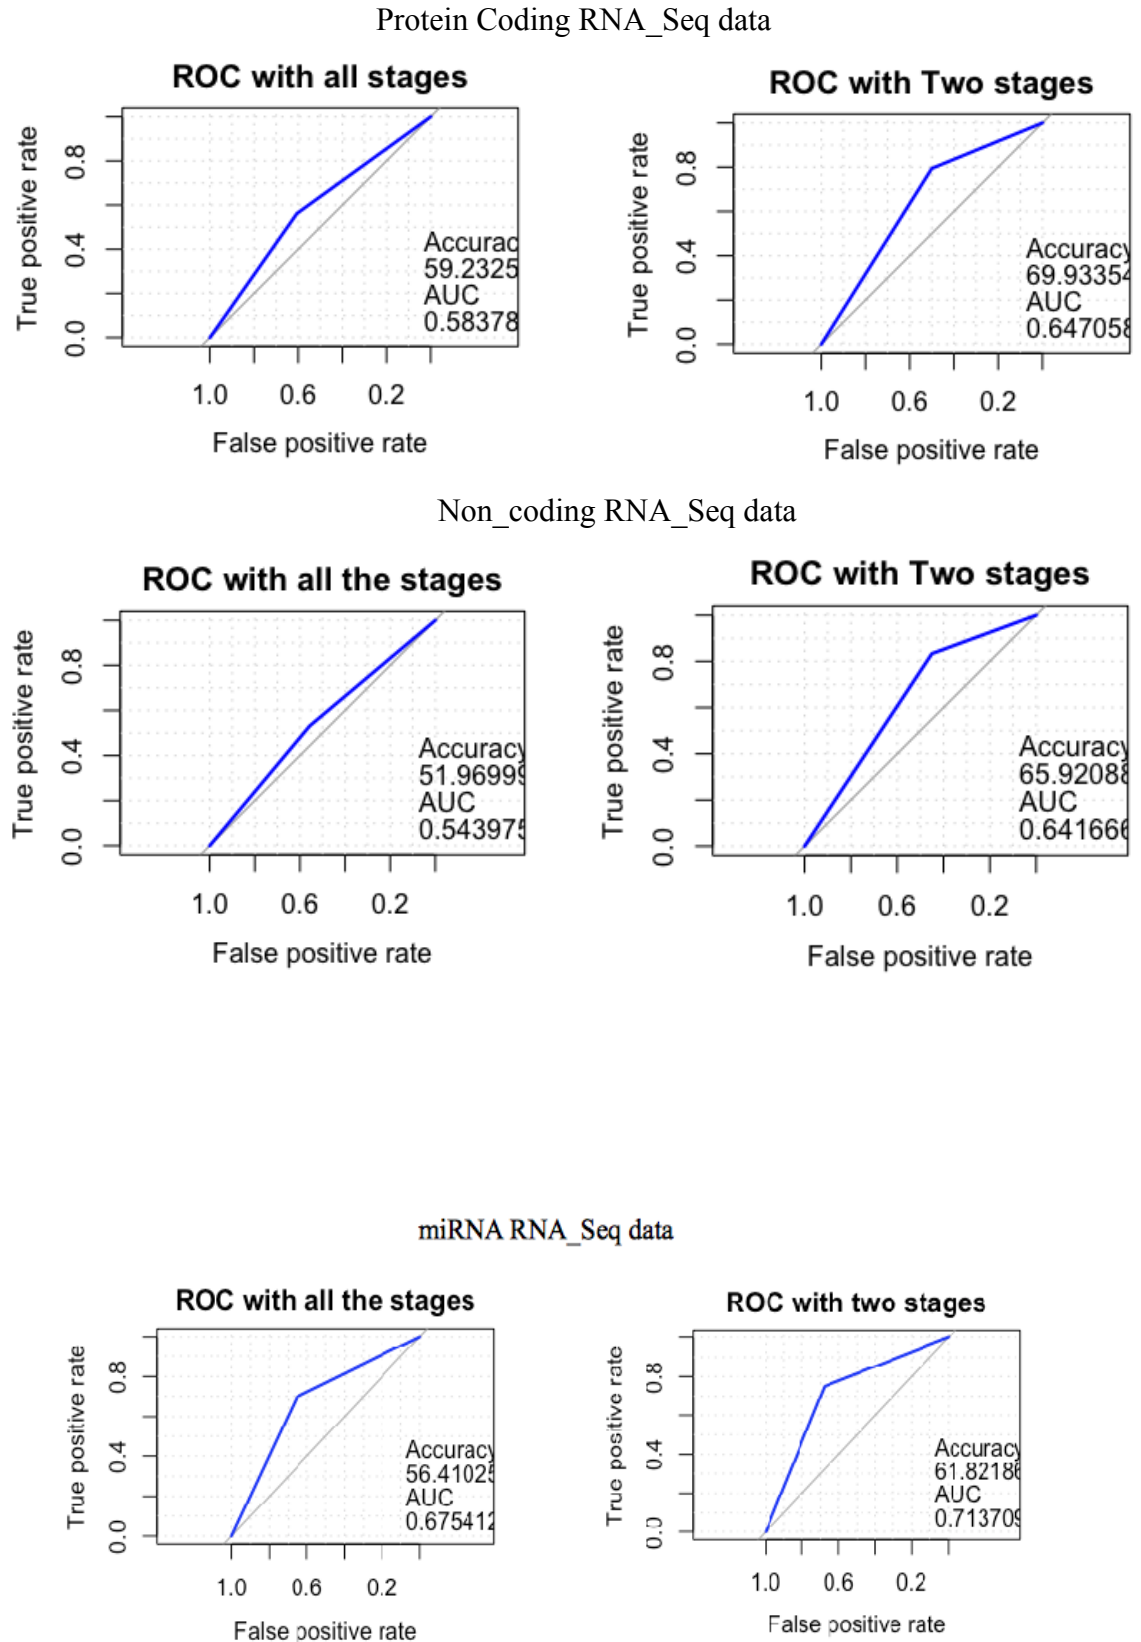 Protein Coding RNA_Seq data
ROC with all stages
True positive rate
0.0 0.4 0.8
Accurac
59.2325
AUC
0.58378
1.0 0.6 0.2
False positive rate
ROC with Two stages
True positive rate
0.0 0.4 0.8
Accuracy
69.93354
AUC
0.647058
1.0 0.6 0.2
False positive rate
Non_coding RNA_Seq data
ROC with all the stages
True positive rate
0.0 0.4 0.8
Accuracy
51.96999
AUC
0.543975
1.0 0.6 0.2
False positive rate
ROC with Two stages
True positive rate
0.0 0.4 0.8
Accuracy
65.92088
AUC
0.641666
1.0 0.6 0.2
False positive rate
miRNA RNA_Seq data
ROC with all the stages
True positive rate
0.0 0.4 0.8
Accuracy
56.41025
AUC
0.675412
1.0 0.6 0.2
False positive rate
ROC with two stages
True positive rate
0.0 0.4 0.8
Accuracy
61.82186
AUC
0.713709
1.0 0.6 0.2
False positive rate